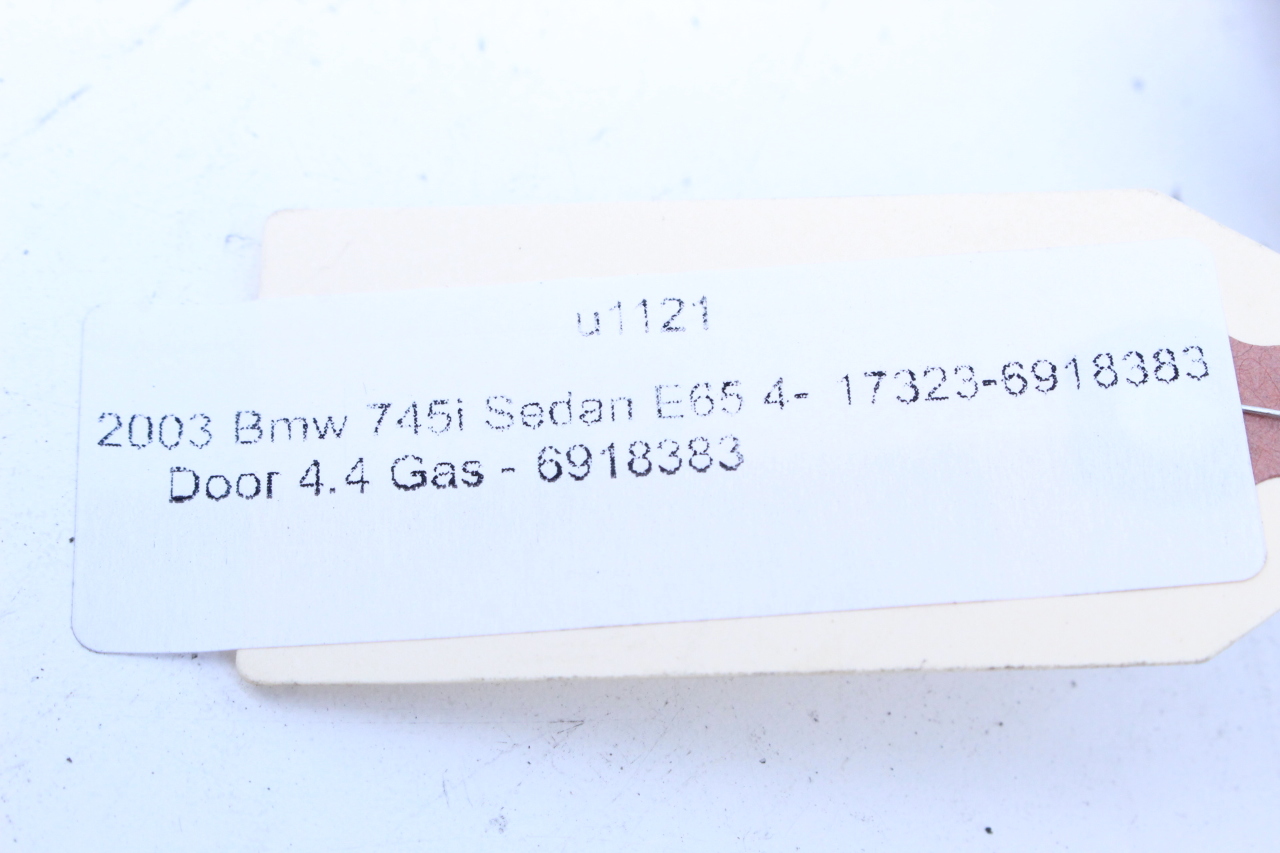 u1121
2003 Bmw 745i Sedan E65 4- 17323-6918383
Door 4.4 Gas - 6918383